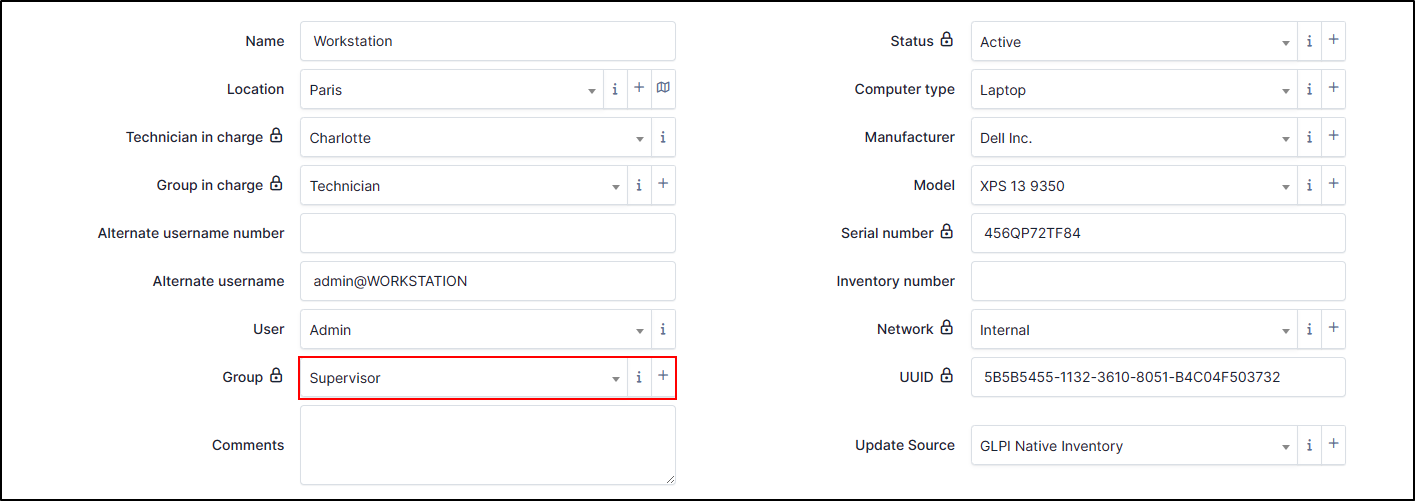 Name Workstation
Location Paris
Technician in charge Charlotte
Group in charge Technician
Alternate username number
Alternate username admin@WORKSTATION
User Admin
Group Supervisor
Comments
Status Active
Computer type Laptop
Manufacturer Dell Inc.
Model XPS 13 9350
Serial number 456QP72TF84
Inventory number
Network Internal
UUID 5B5B5455-1132-3610-8051-B4C04F503732
Update Source GLPI Native Inventory